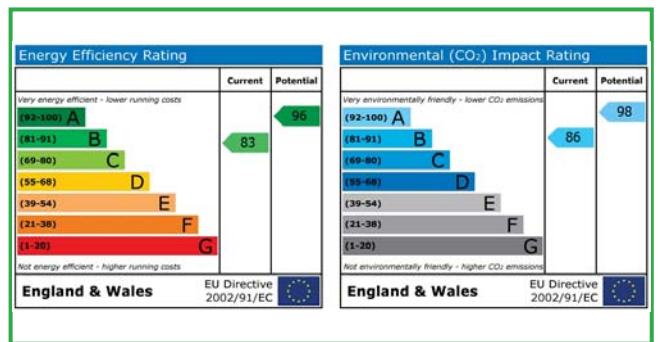 Energy Efficiency Rating
Current Potential
Very energy efficient - lower running costs
(92-100) A
(81-91) B
(69-80) C
(55-68) D
(39-54) E
(21-38) F
(1-20) G
83
96
Not energy efficient - higher running costs
England & Wales
EU Directive
2002/91/EC
Environmental (CO₂) Impact Rating
Current Potential
Very environmentally friendly - lower CO₂ emissions
(92-100) A
(81-91) B
(69-80) C
(55-68) D
(39-54) E
(21-38) F
(1-20) G
86
98
Not environmentally friendly - higher CO₂ emissions
England & Wales
EU Directive
2002/91/EC